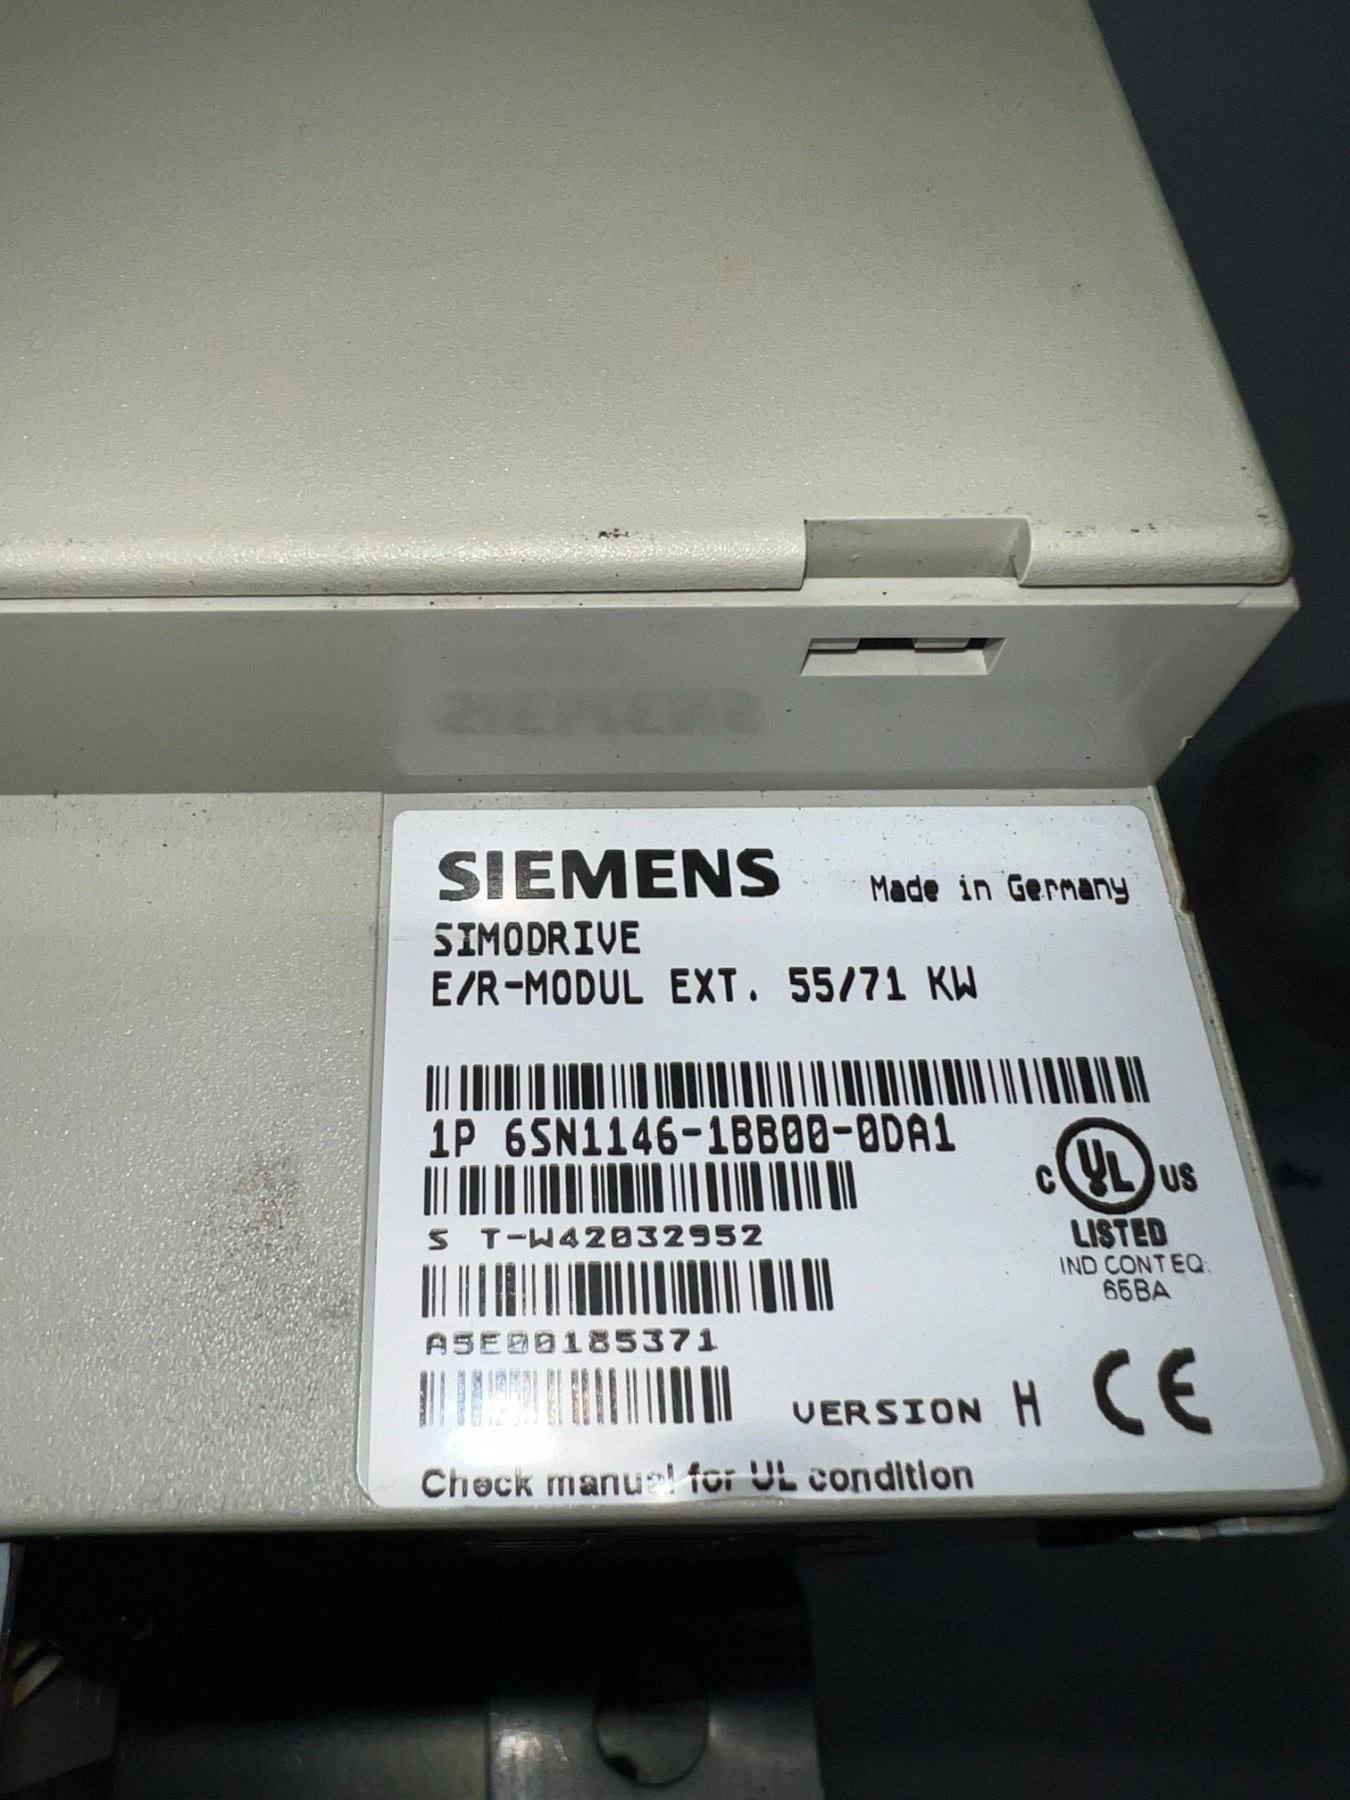 SIEMENS Made in Germany
SIMODRIVE
E/R-MODUL EXT. 55/71 KW
1P 6SN1146-1BB00-0DA1
S T-W42032952
C UL US
LISTED
IND CONT EQ.
65BA
A5E00185371
VERSION H CE
Check manual for UL condition